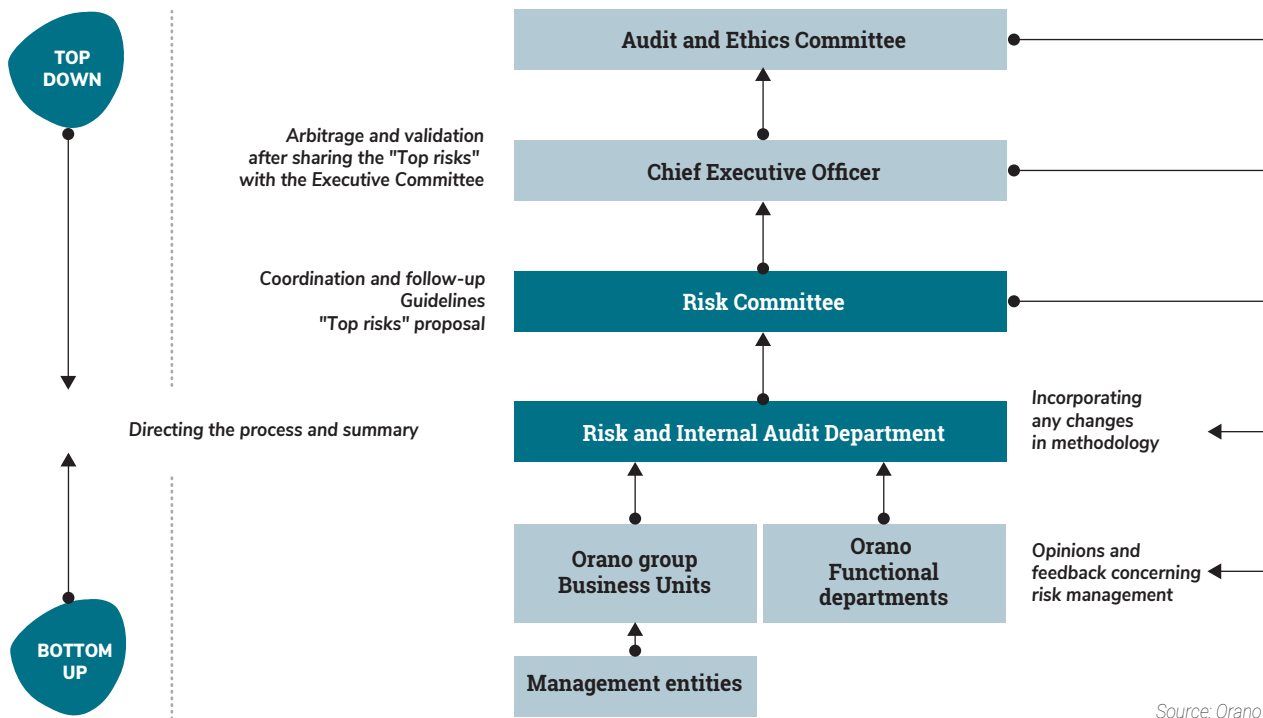 TOP
DOWN
Audit and Ethics Committee
Arbitrage and validation
after sharing the "Top risks"
with the Executive Committee
Chief Executive Officer
Coordination and follow-up
Guidelines
"Top risks" proposal
Risk Committee
Directing the process and summary
Risk and Internal Audit Department
Incorporating
any changes
in methodology
Orano group
Business Units
Orano
Functional
departments
Opinions and
feedback concerning
risk management
BOTTOM
UP
Management entities
Source: Orano